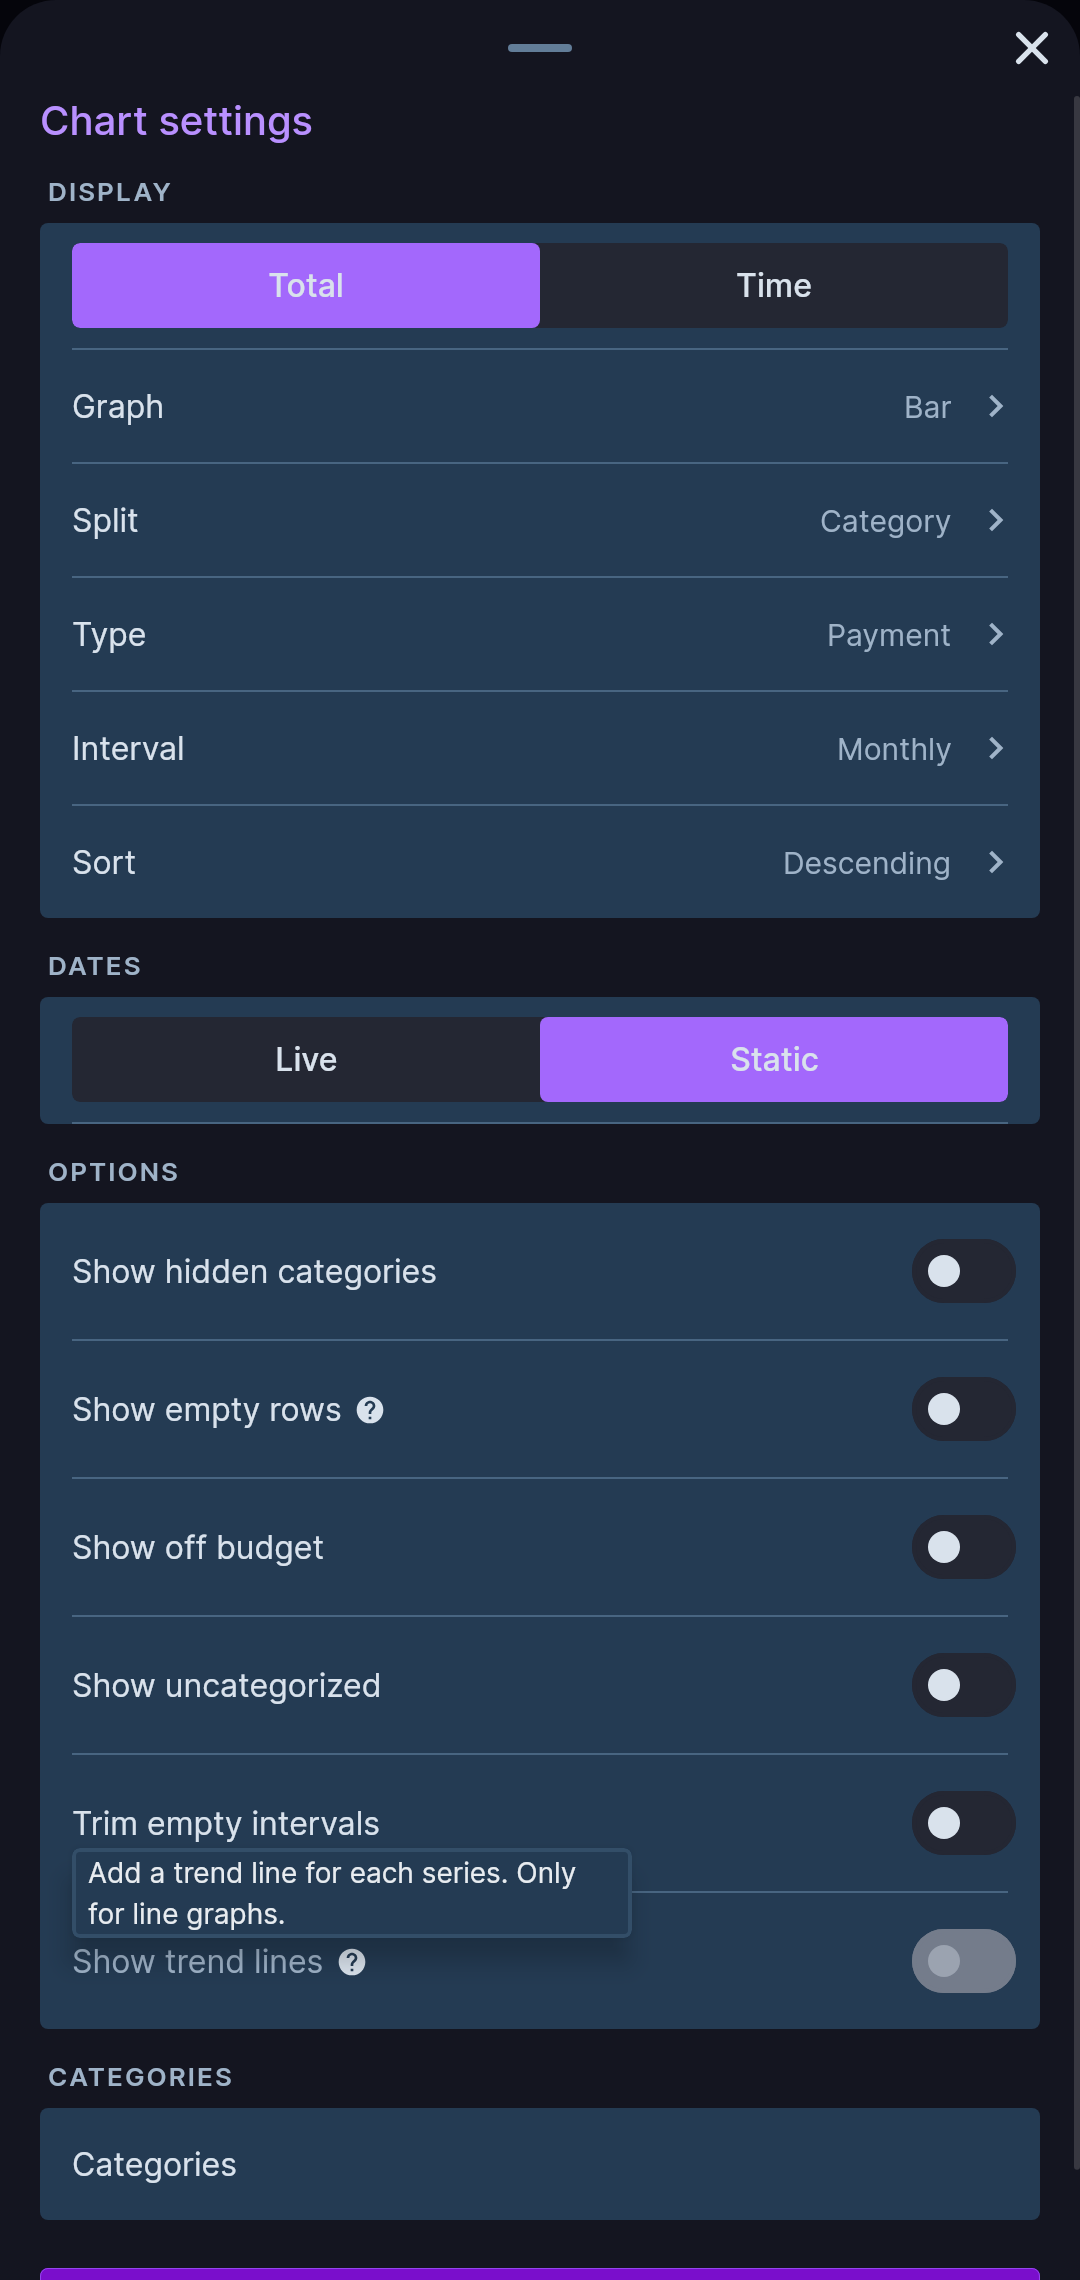 Chart settings
DISPLAY
Total Time
Graph Bar
Split Category
Type Payment
Interval Monthly
Sort Descending
DATES
Live Static
OPTIONS
Show hidden categories
Show empty rows ?
Show off budget
Show uncategorized
Trim empty intervals
Add a trend line for each series. Only
for line graphs.
Show trend lines ?
CATEGORIES
Categories